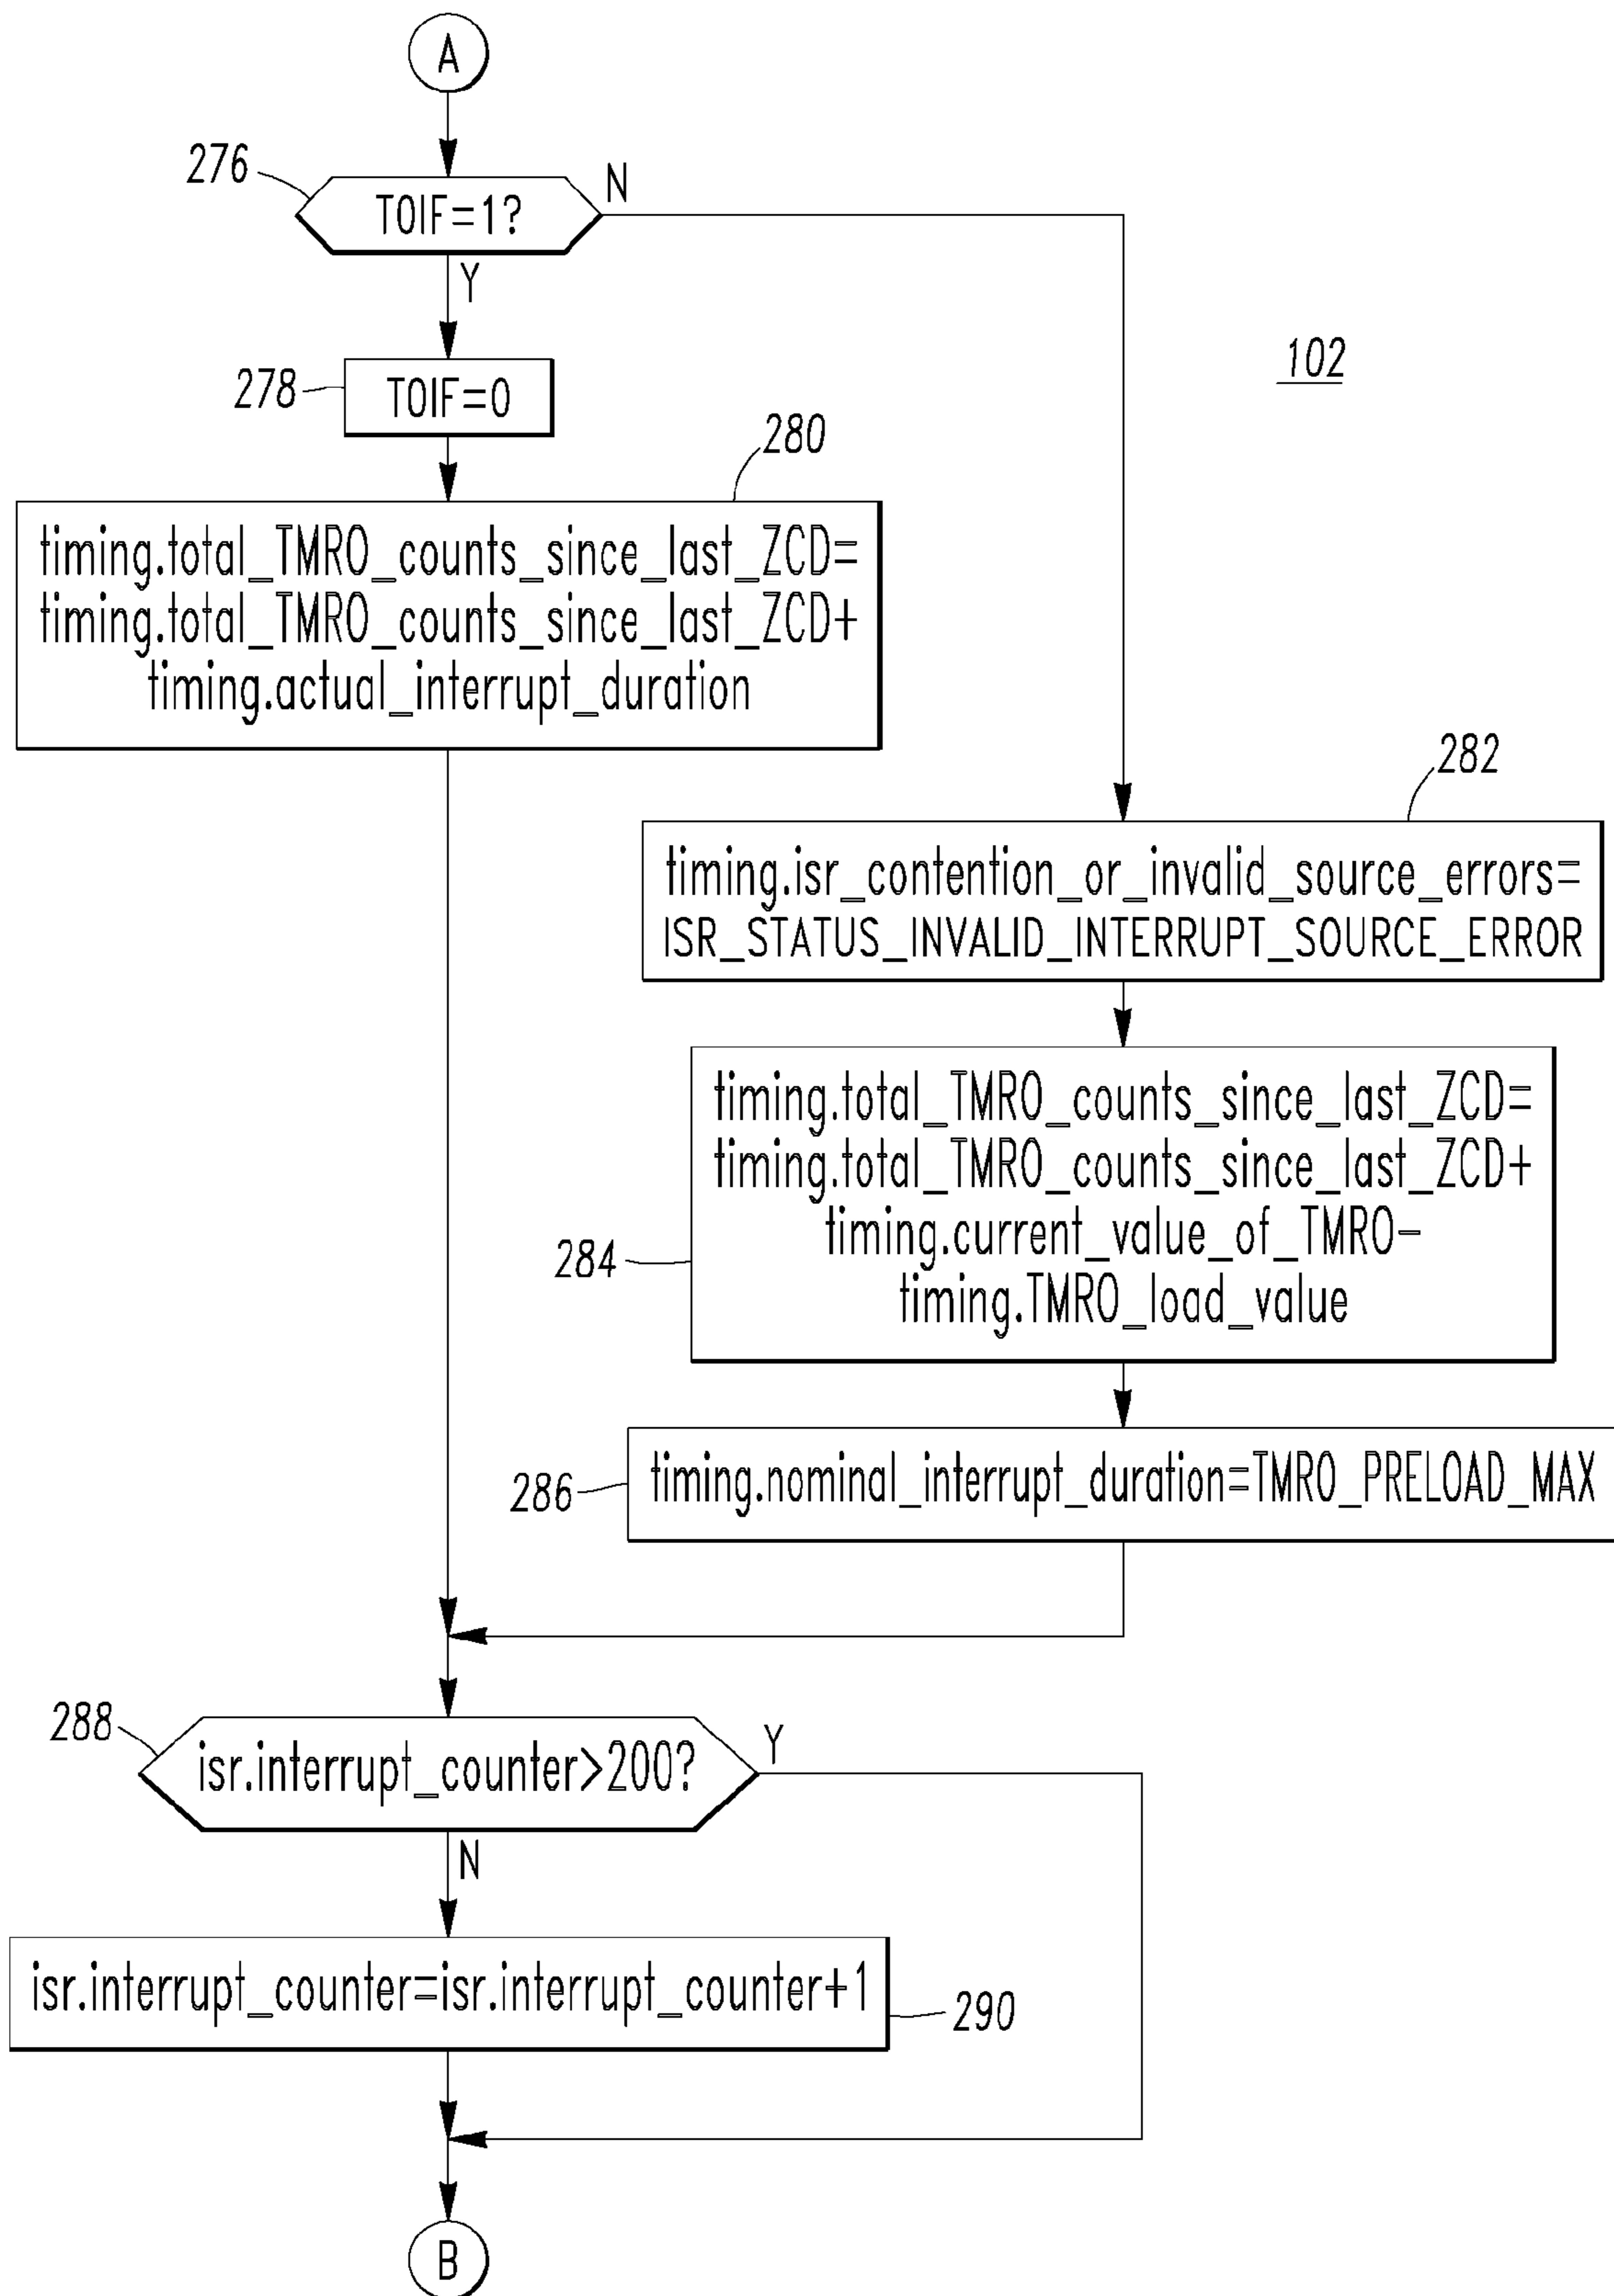 A
276
TOIF=1?
N
Y
102
278
TOIF=0
280
timing.total_TMRO_counts_since_last_ZCD=
timing.total_TMRO_counts_since_last_ZCD+
timing.actual_interrupt_duration
282
timing.isr_contention_or_invalid_source_errors=
ISR_STATUS_INVALID_INTERRUPT_SOURCE_ERROR
timing.total_TMRO_counts_since_last_ZCD=
timing.total_TMRO_counts_since_last_ZCD+
timing.current_value_of_TMRO-
284
timing.TMRO_load_value
286
timing.nominal_interrupt_duration=TMRO_PRELOAD_MAX
288
isr.interrupt_counter>200?
Y
N
isr.interrupt_counter=isr.interrupt_counter+1
290
B